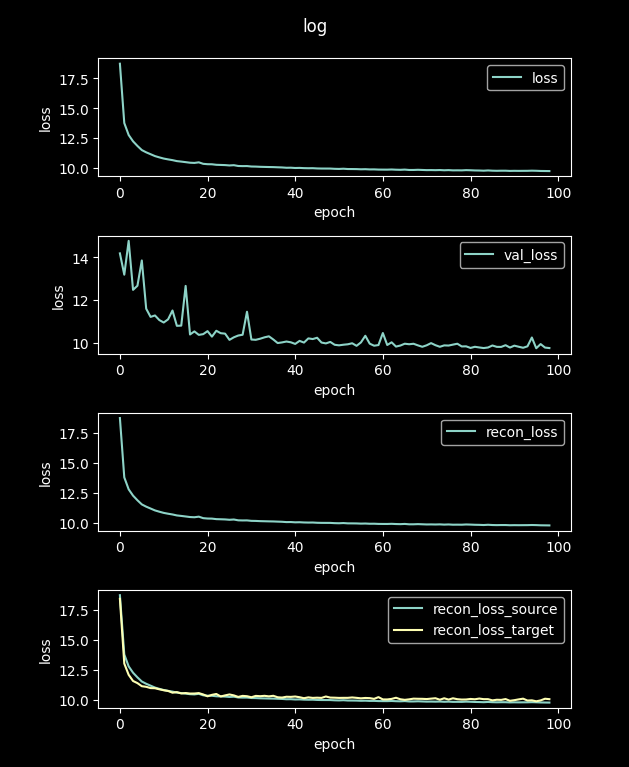 log
17.5
15.0
12.5
10.0
loss
loss
0 20 40 60 80 100
epoch
14
12
10
loss
val_loss
0 20 40 60 80 100
epoch
17.5
15.0
12.5
10.0
loss
recon_loss
0 20 40 60 80 100
epoch
17.5
15.0
12.5
10.0
loss
recon_loss_source
recon_loss_target
0 20 40 60 80 100
epoch